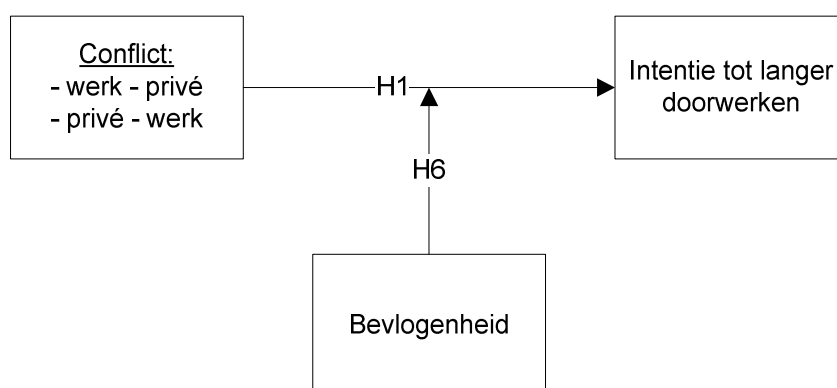 Conflict:
- werk - privé
- privé - werk
H1
Intentie tot langer
doorwerken
H6
Bevlogenheid